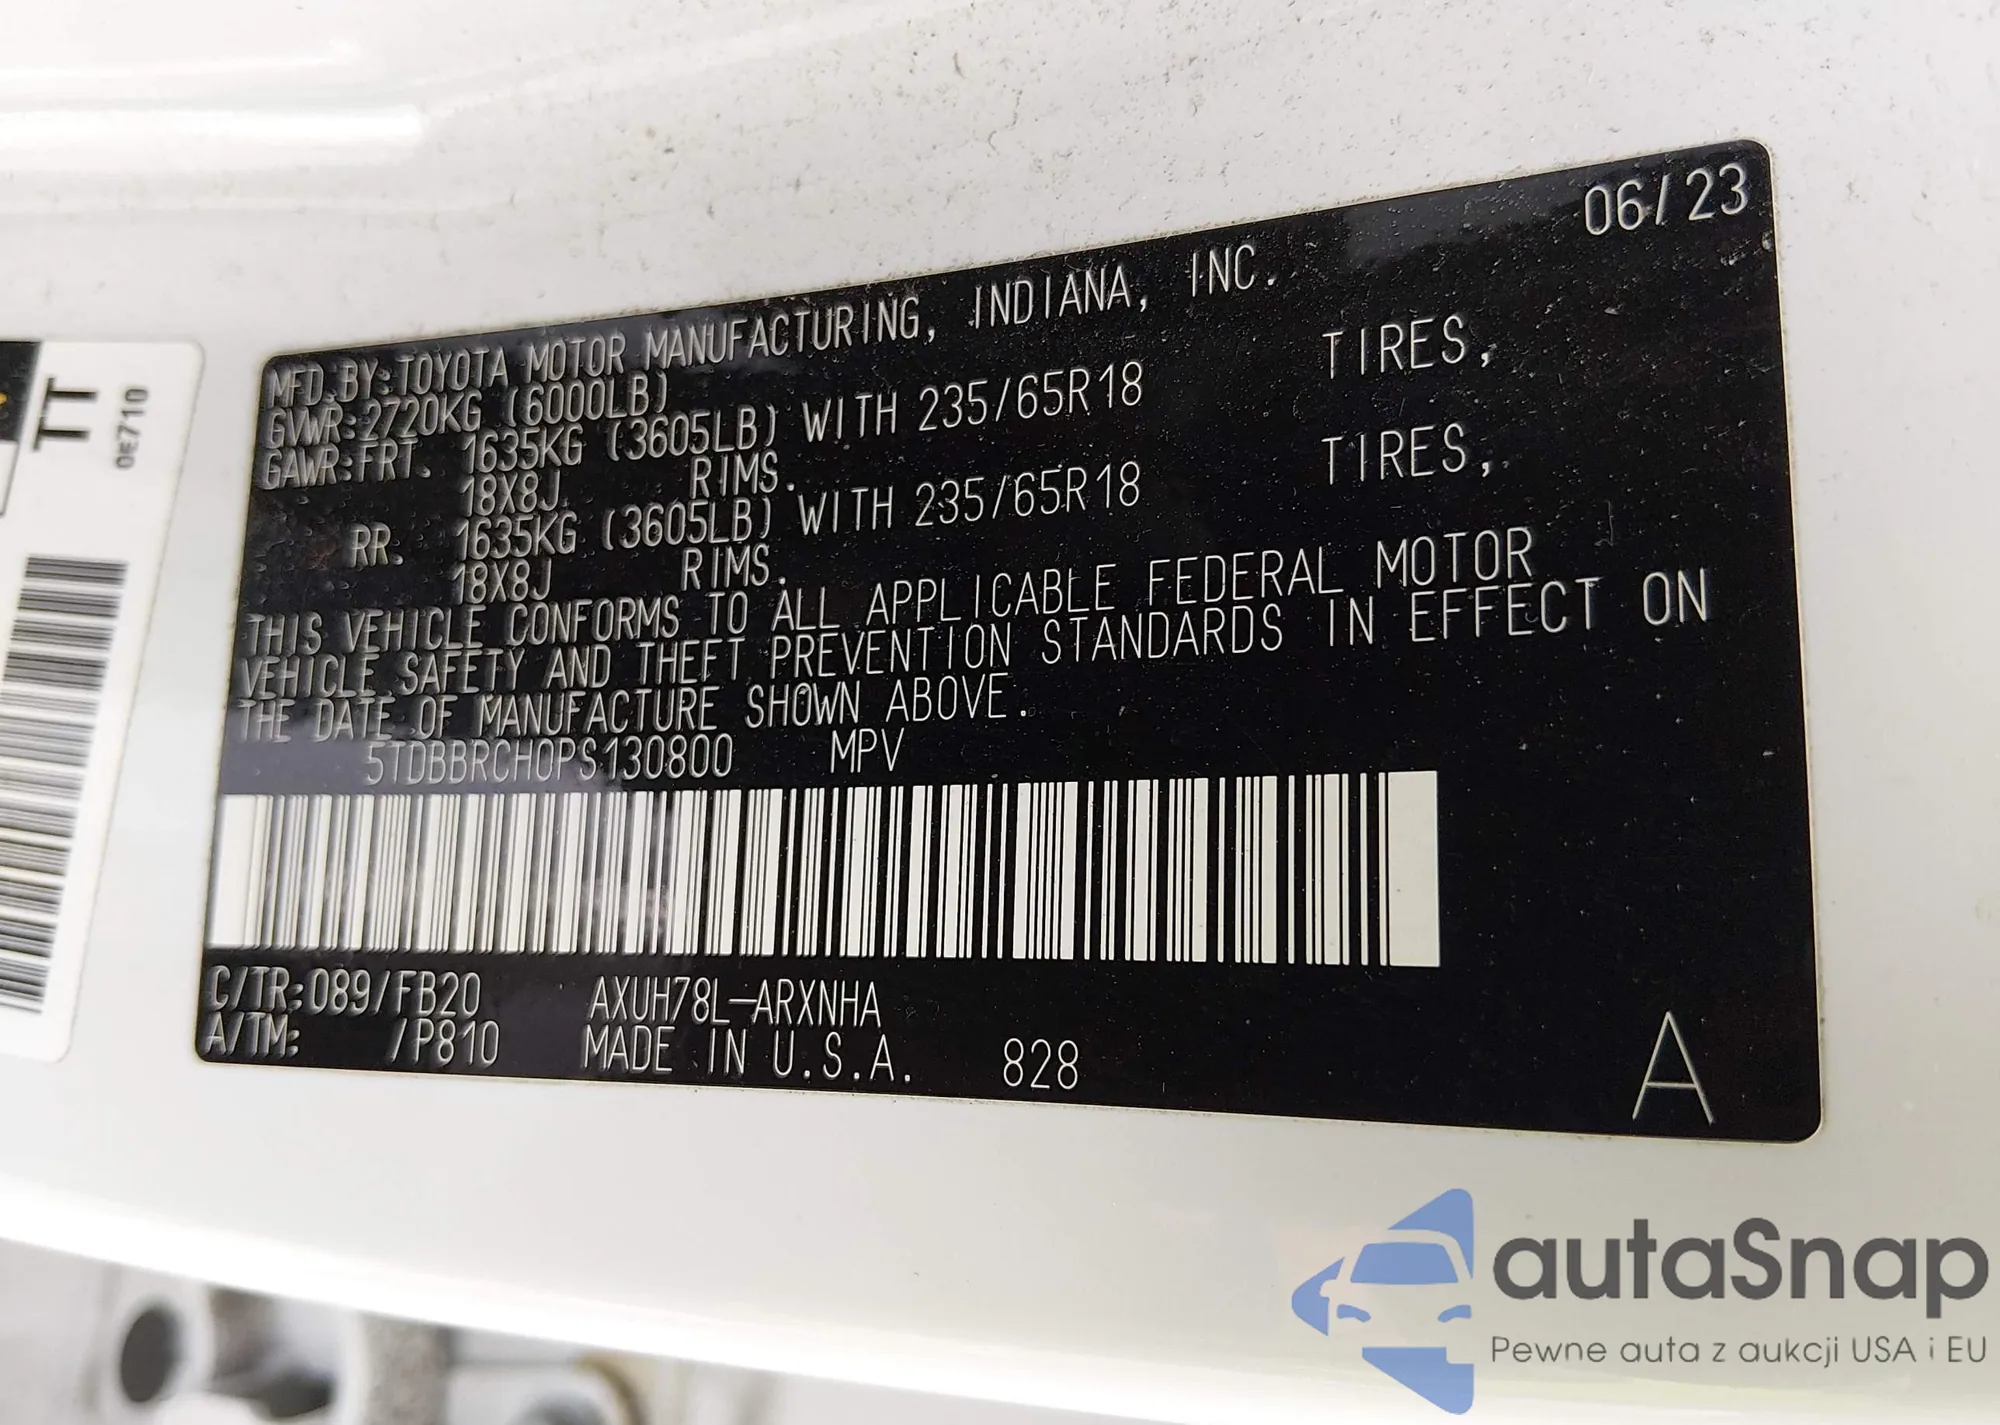 06/23
MFD.BY:TOYOTA MOTOR MANUFACTURING, INDIANA, INC.
GVWR:2720KG (6000LB)
GAWR:FRT. 1635KG (3605LB) WITH 235/65R18 TIRES,
18X8J RIMS.
RR. 1635KG (3605LB) WITH 235/65R18 TIRES,
18X8J RIMS.
THIS VEHICLE CONFORMS TO ALL APPLICABLE FEDERAL MOTOR
VEHICLE SAFETY AND THEFT PREVENTION STANDARDS IN EFFECT ON
THE DATE OF MANUFACTURE SHOWN ABOVE.
5TDBBRCH0PS130800 MPV
C/TR:089/FB20 AXUH78L-ARXNHA
A/TM: /P810 MADE IN U.S.A. 828
A
TT
0E710
autaSnap
Pewne auta z aukcji USA i EU